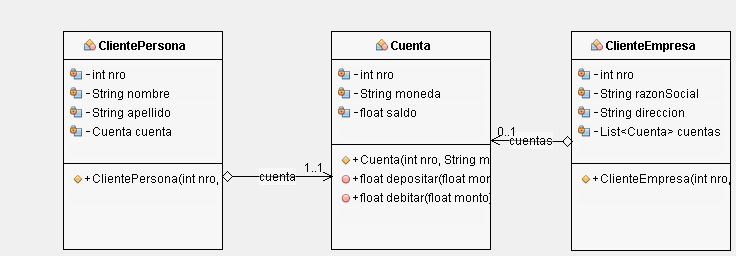 ClientePersona
- int nro
- String nombre
- String apellido
- Cuenta cuenta
+ ClientePersona(int nro,
cuenta
1..1
Cuenta
- int nro
- String moneda
- float saldo
+ Cuenta(int nro, String m
+ float depositar(float mon
+ float debitar(float monto)
0..1
cuentas
ClienteEmpresa
- int nro
- String razonSocial
- String direccion
- List<Cuenta> cuentas
+ ClienteEmpresa(int nro,